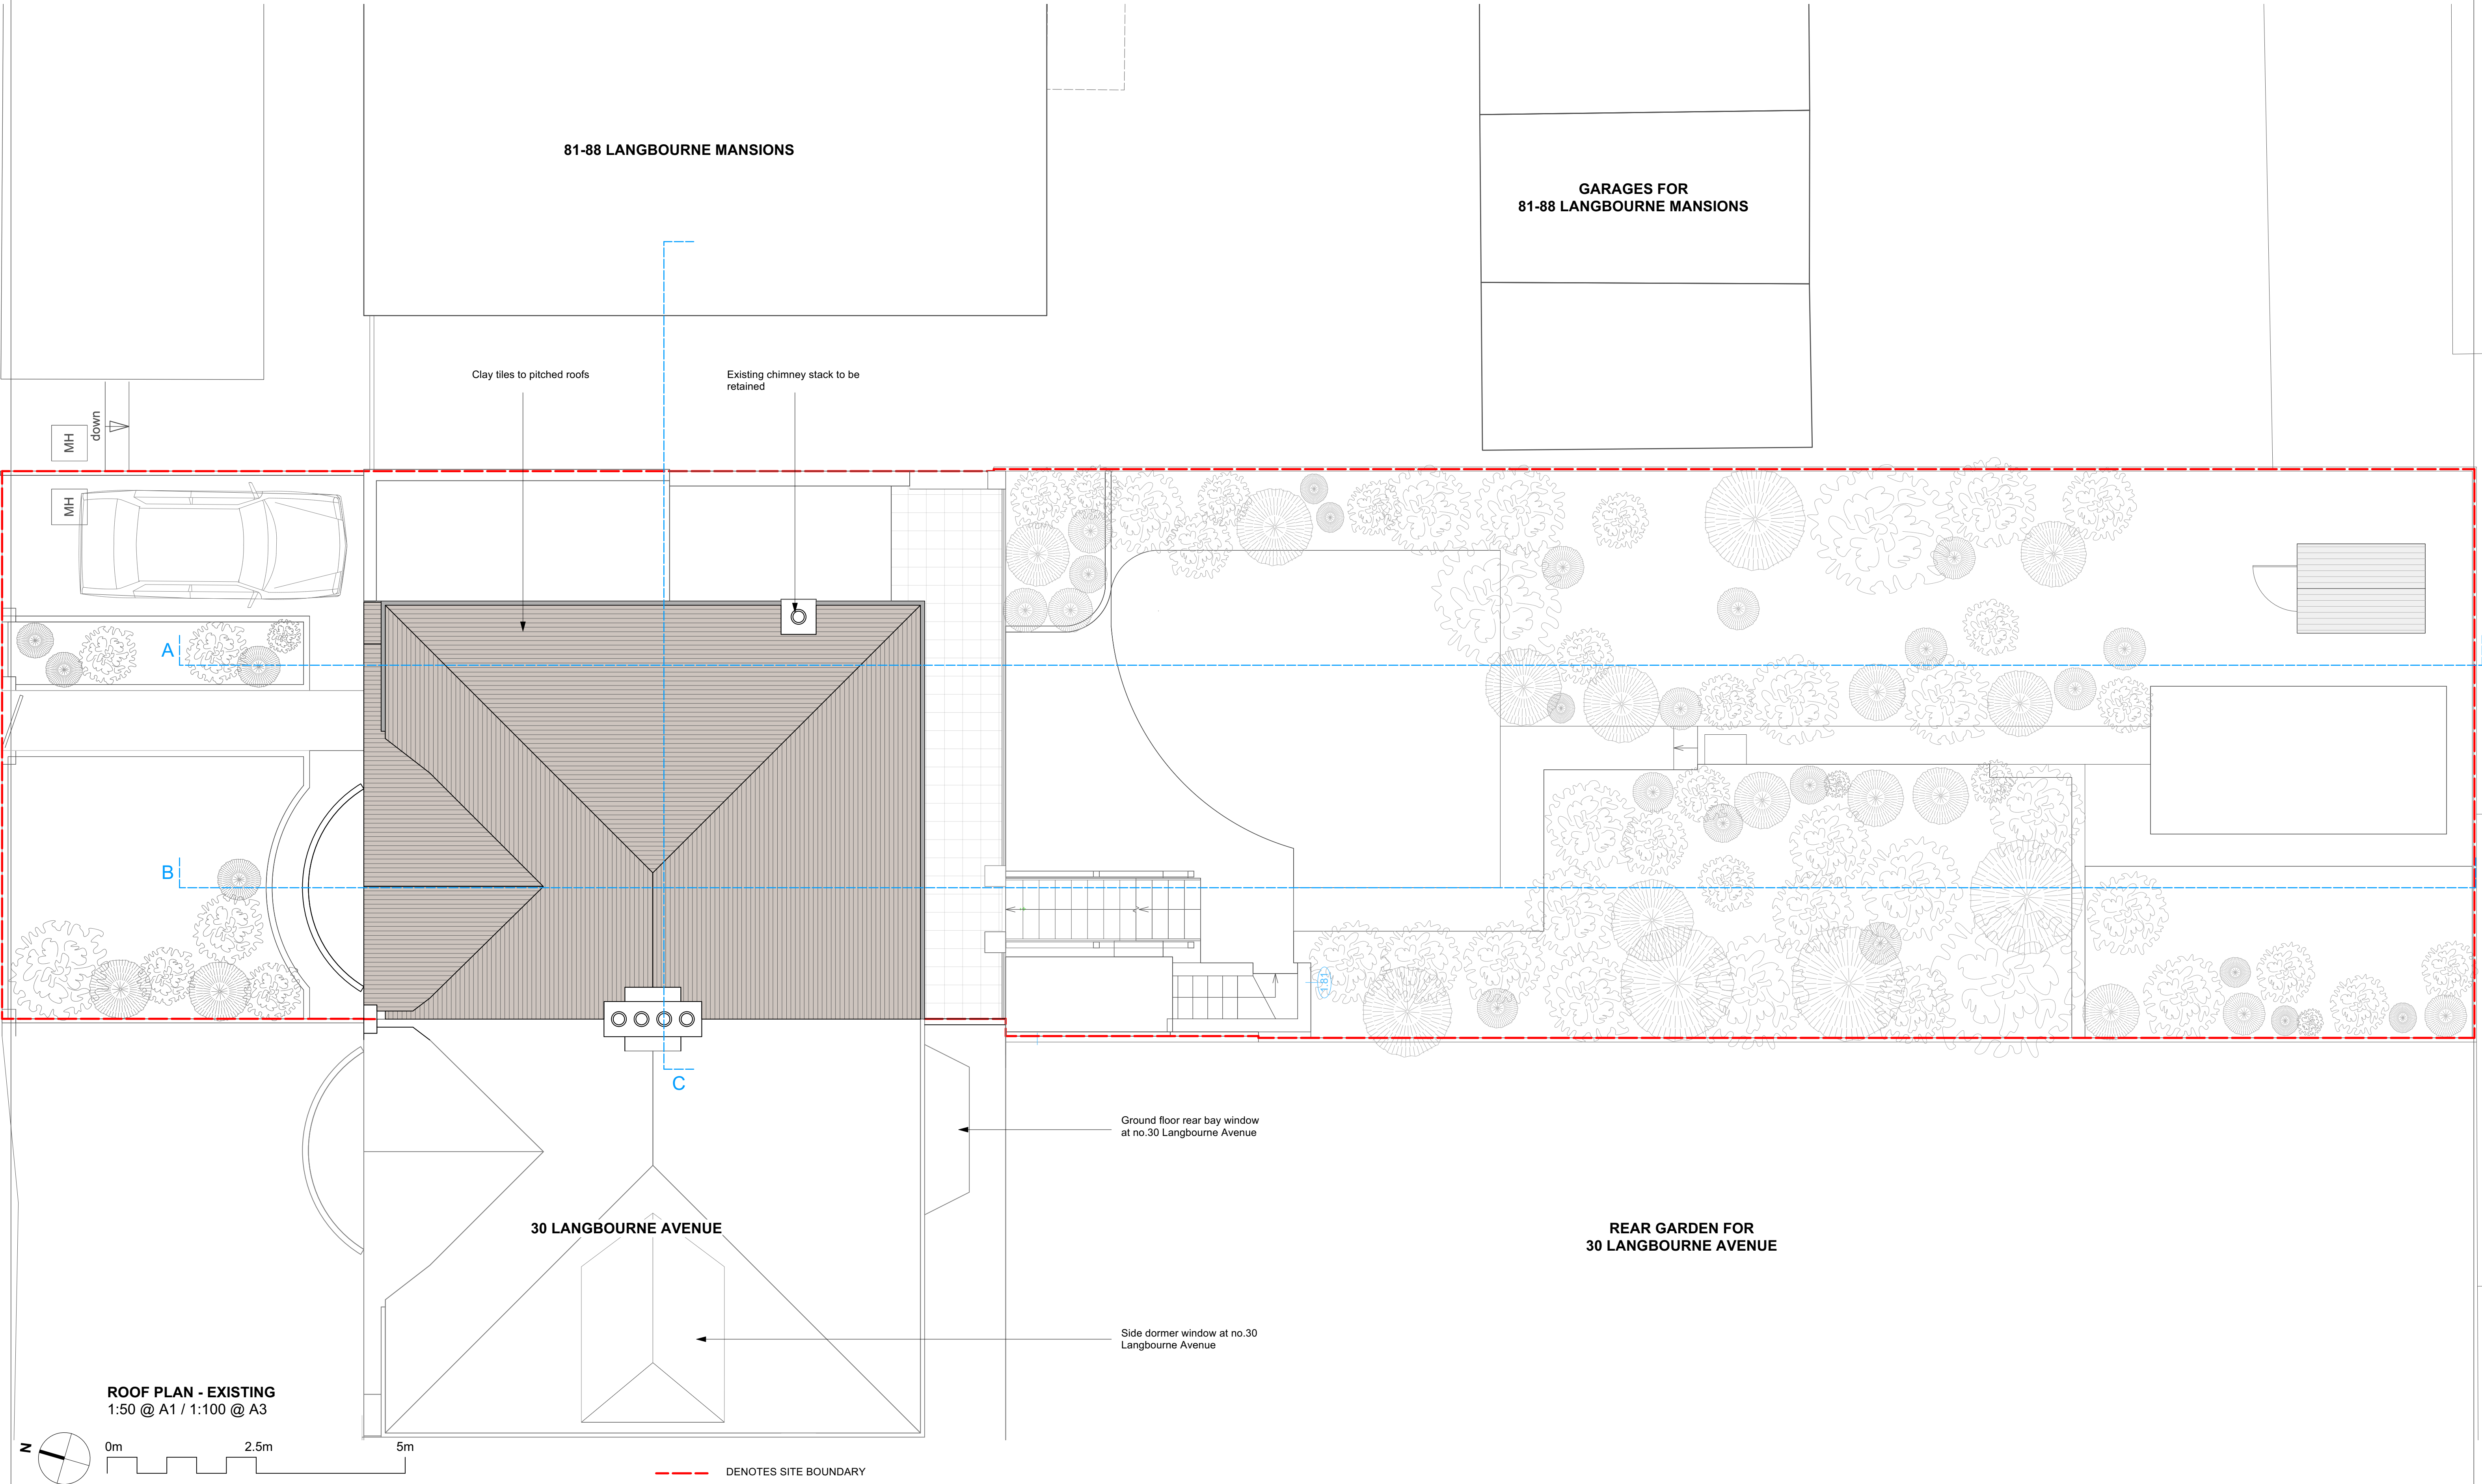 81-88 LANGBOURNE MANSIONS
GARAGES FOR
81-88 LANGBOURNE MANSIONS
Clay tiles to pitched roofs
Existing chimney stack to be
retained
down
MH
MH
A
B
1.81
C
Ground floor rear bay window
at no.30 Langbourne Avenue
30 LANGBOURNE AVENUE
REAR GARDEN FOR
30 LANGBOURNE AVENUE
Side dormer window at no.30
Langbourne Avenue
ROOF PLAN - EXISTING
1:50 @ A1 / 1:100 @ A3
N
0m
2.5m
5m
DENOTES SITE BOUNDARY